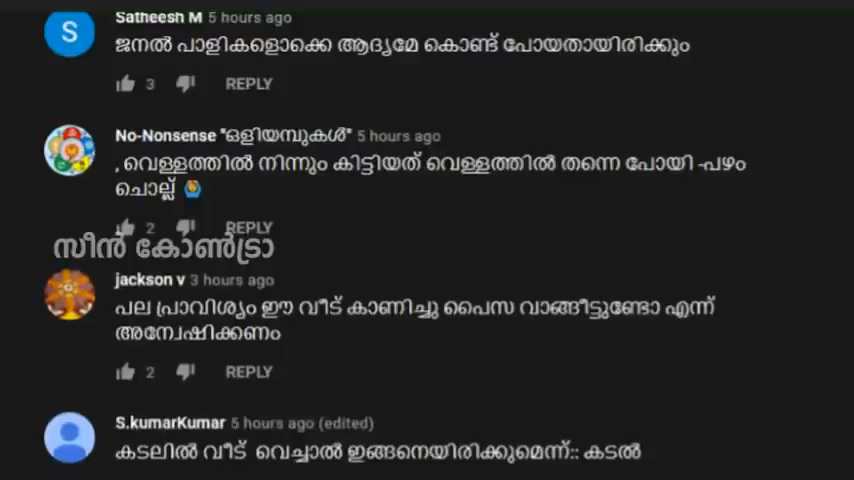 Satheesh M 5 hours ago
S
ജനൽ പാളികളൊക്കെ ആദ്യമേ കൊണ്ട് പോയതായിരിക്കും
3 REPLY
No-Nonsense "ഒളിയമ്പുകൾ" 5 hours ago
, വെള്ളത്തിൽ നിന്നും കിട്ടിയത് വെള്ളത്തിൽ തന്നെ പോയി -പഴം
ചൊല്ല്
2 REPLY
സീൻ കോൺട്രാ
jackson v 3 hours ago
പല പ്രാവിശ്യം ഈ വീട് കാണിച്ചു പൈസ വാങ്ങീട്ടുണ്ടോ എന്ന്
അന്വേഷിക്കണം
2 REPLY
S.kumarKumar 5 hours ago (edited)
കടലിൽ വീട് വെച്ചാൽ ഇങ്ങനെയിരിക്കുമെന്ന്:: കടൽ